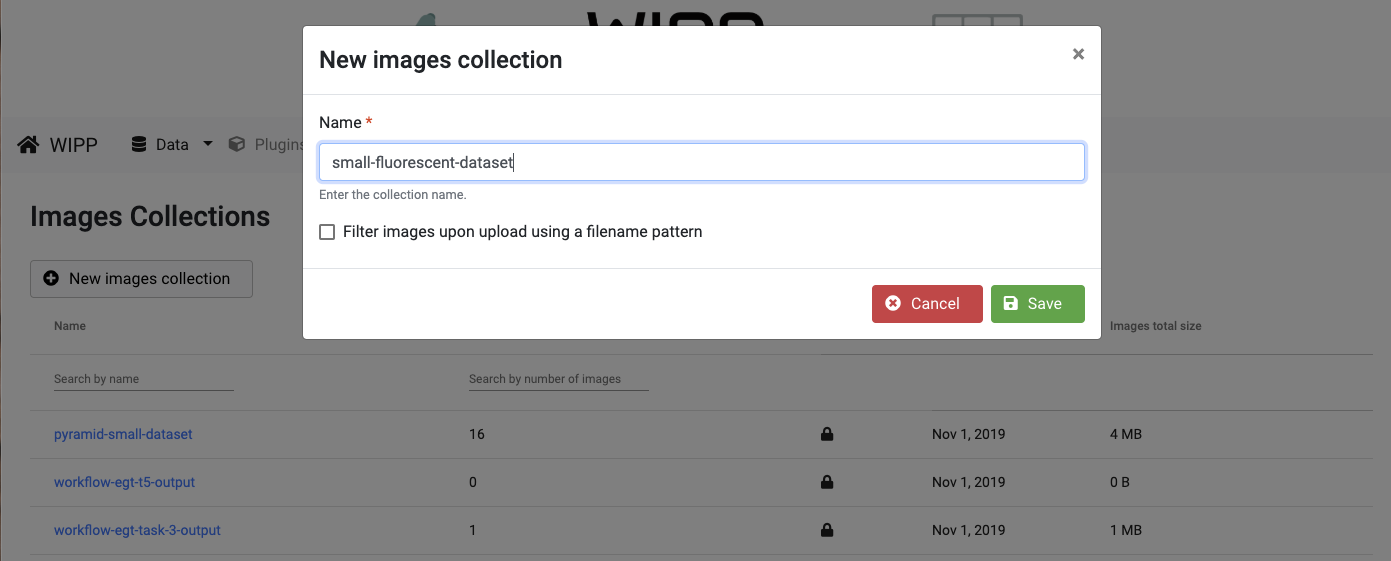 New images collection
×
WIPP Data Plugins
Name *
small-fluorescent-dataset
Enter the collection name.
Filter images upon upload using a filename pattern
Cancel Save
Images Collections
New images collection
Name Images total size
Search by name Search by number of images
pyramid-small-dataset 16 Nov 1, 2019 4 MB
workflow-egt-t5-output 0 Nov 1, 2019 0 B
workflow-egt-task-3-output 1 Nov 1, 2019 1 MB